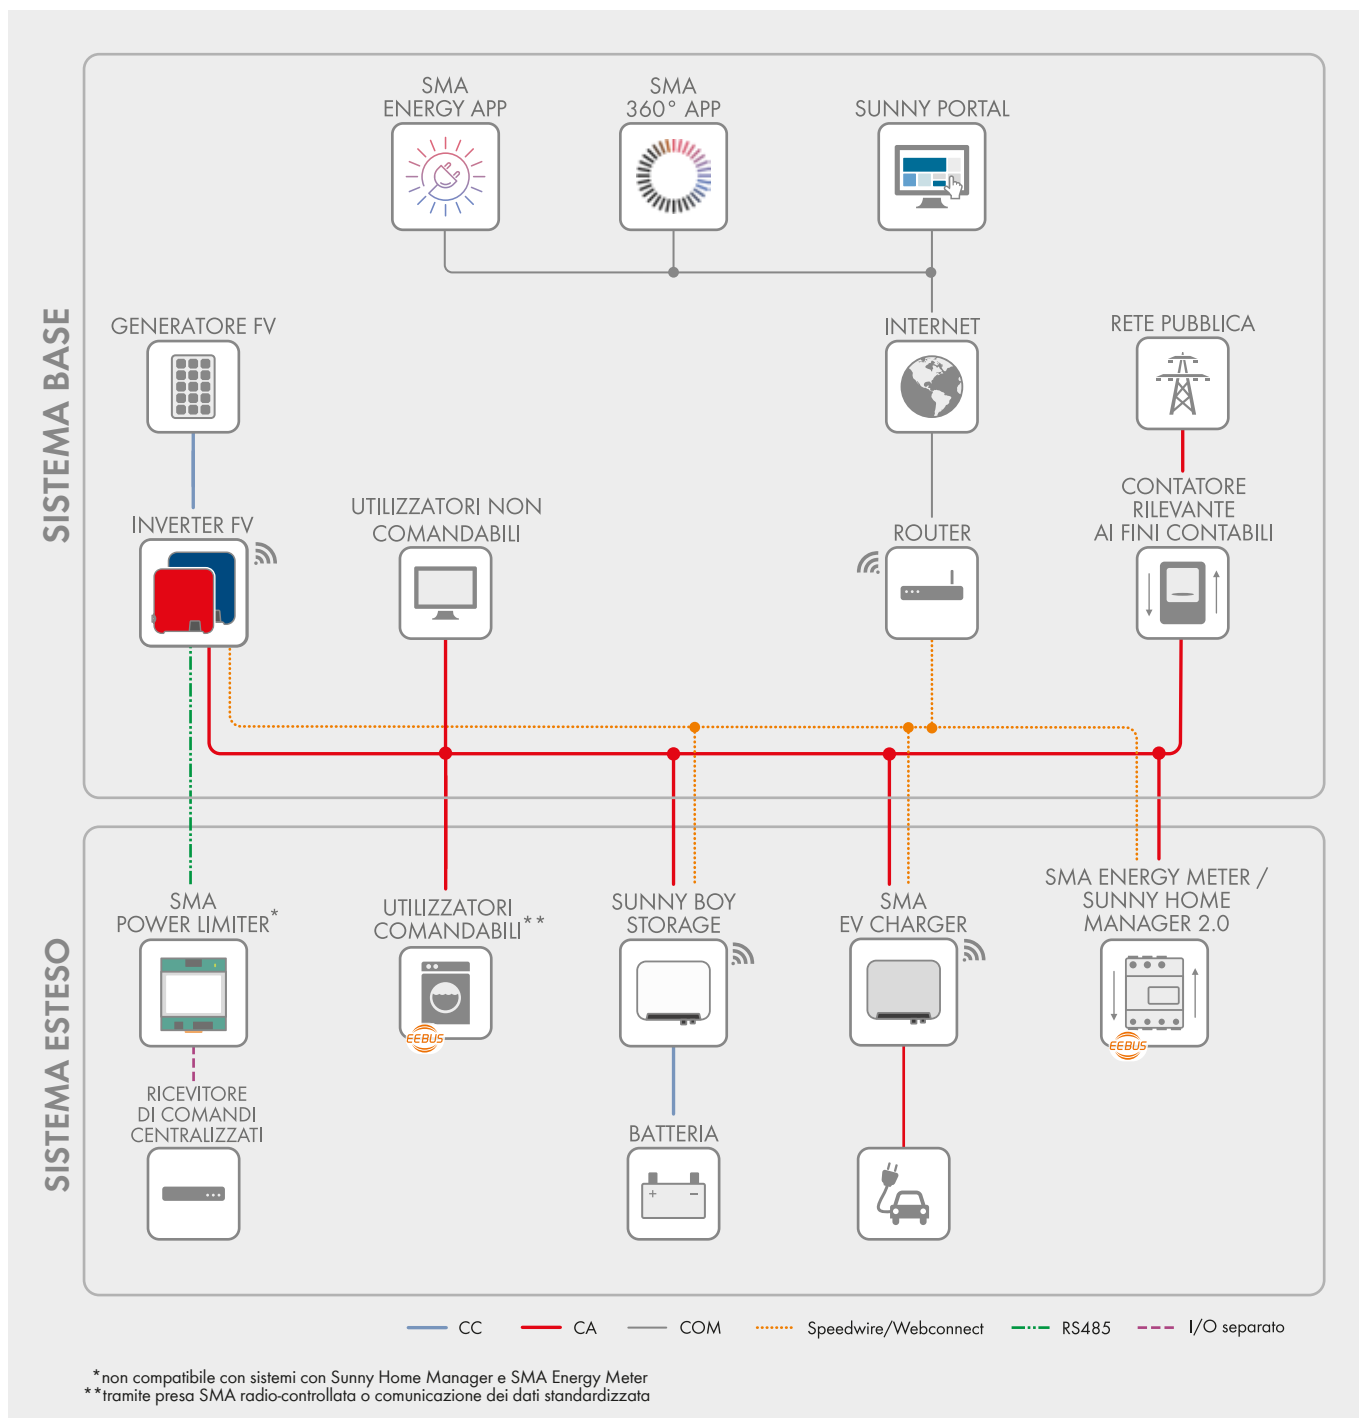 SISTEMA BASE
SMA
ENERGY APP
SMA
360° APP
SUNNY PORTAL
GENERATORE FV
INTERNET
RETE PUBBLICA
INVERTER FV
UTILIZZATORI NON
COMANDABILI
ROUTER
CONTATORE
RILEVANTE
AI FINI CONTABILI
SISTEMA ESTESO
SMA
POWER LIMITER*
UTILIZZATORI
COMANDABILI**
SUNNY BOY
STORAGE
SMA
EV CHARGER
SMA ENERGY METER /
SUNNY HOME
MANAGER 2.0
EEBUS
EEBUS
RICEVITORE
DI COMANDI
CENTRALIZZATI
BATTERIA
+ −
CC CA COM Speedwire/Webconnect RS485 I/O separato
*non compatibile con sistemi con Sunny Home Manager e SMA Energy Meter
**tramite presa SMA radio-controllata o comunicazione dei dati standardizzata